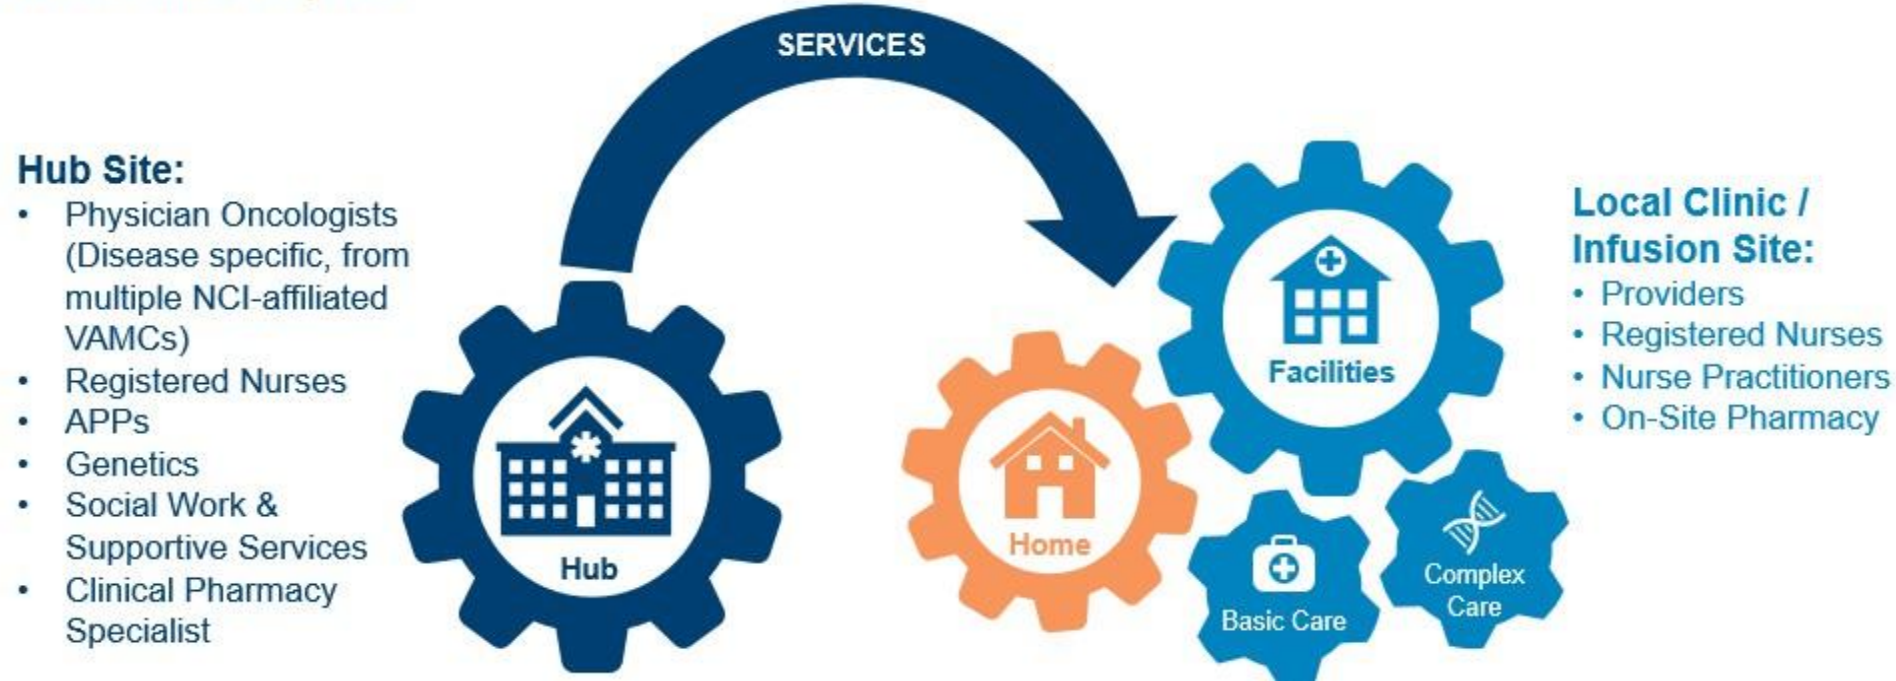 SERVICES
Hub Site:
• Physician Oncologists
(Disease specific, from
multiple NCI-affiliated
VAMCs)
• Registered Nurses
• APPs
• Genetics
• Social Work &
Supportive Services
• Clinical Pharmacy
Specialist
Hub
Home
Facilities
Basic Care
Complex
Care
Local Clinic /
Infusion Site:
• Providers
• Registered Nurses
• Nurse Practitioners
• On-Site Pharmacy